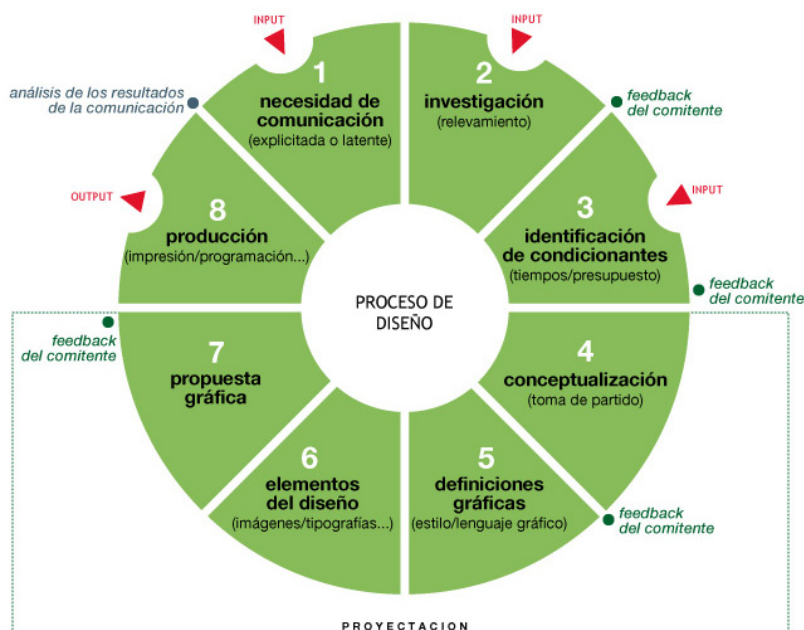 INPUT
INPUT
1
necesidad de
comunicación
(explicitada o latente)
2
investigación
(relevamiento)
análisis de los resultados
de la comunicación
feedback
del comitente
OUTPUT
INPUT
8
producción
(impresión/programación...)
3
identificación
de condicionantes
(tiempos/presupuesto)
feedback
del comitente
PROCESO DE
DISEÑO
feedback
del comitente
7
propuesta
gráfica
4
conceptualización
(toma de partido)
6
elementos
del diseño
(imágenes/tipografías...)
5
definiciones
gráficas
(estilo/lenguaje gráfico)
feedback
del comitente
PROYECTACION